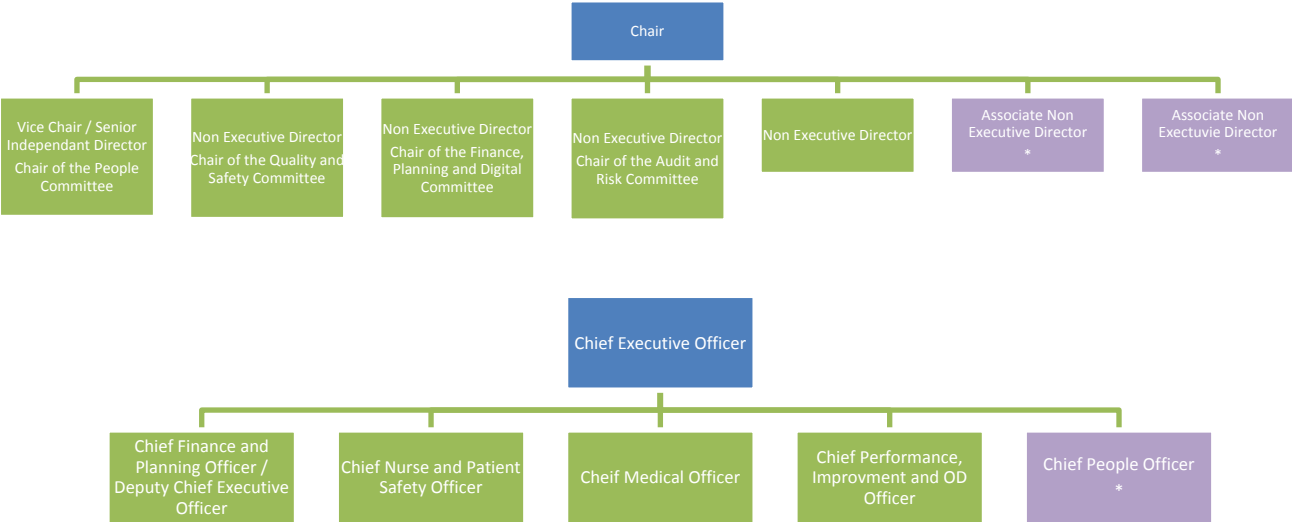 Chair
Vice Chair / Senior
Independant Director
Chair of the People
Committee
Non Executive Director
Chair of the Quality and
Safety Committee
Non Executive Director
Chair of the Finance,
Planning and Digital
Committee
Non Executive Director
Chair of the Audit and
Risk Committee
Non Executive Director
Associate Non
Executive Director
*
Associate Non
Exectuvie Director
*
Chief Executive Officer
Chief Finance and
Planning Officer /
Deputy Chief Executive
Officer
Chief Nurse and Patient
Safety Officer
Cheif Medical Officer
Chief Performance,
Improvment and OD
Officer
Chief People Officer
*